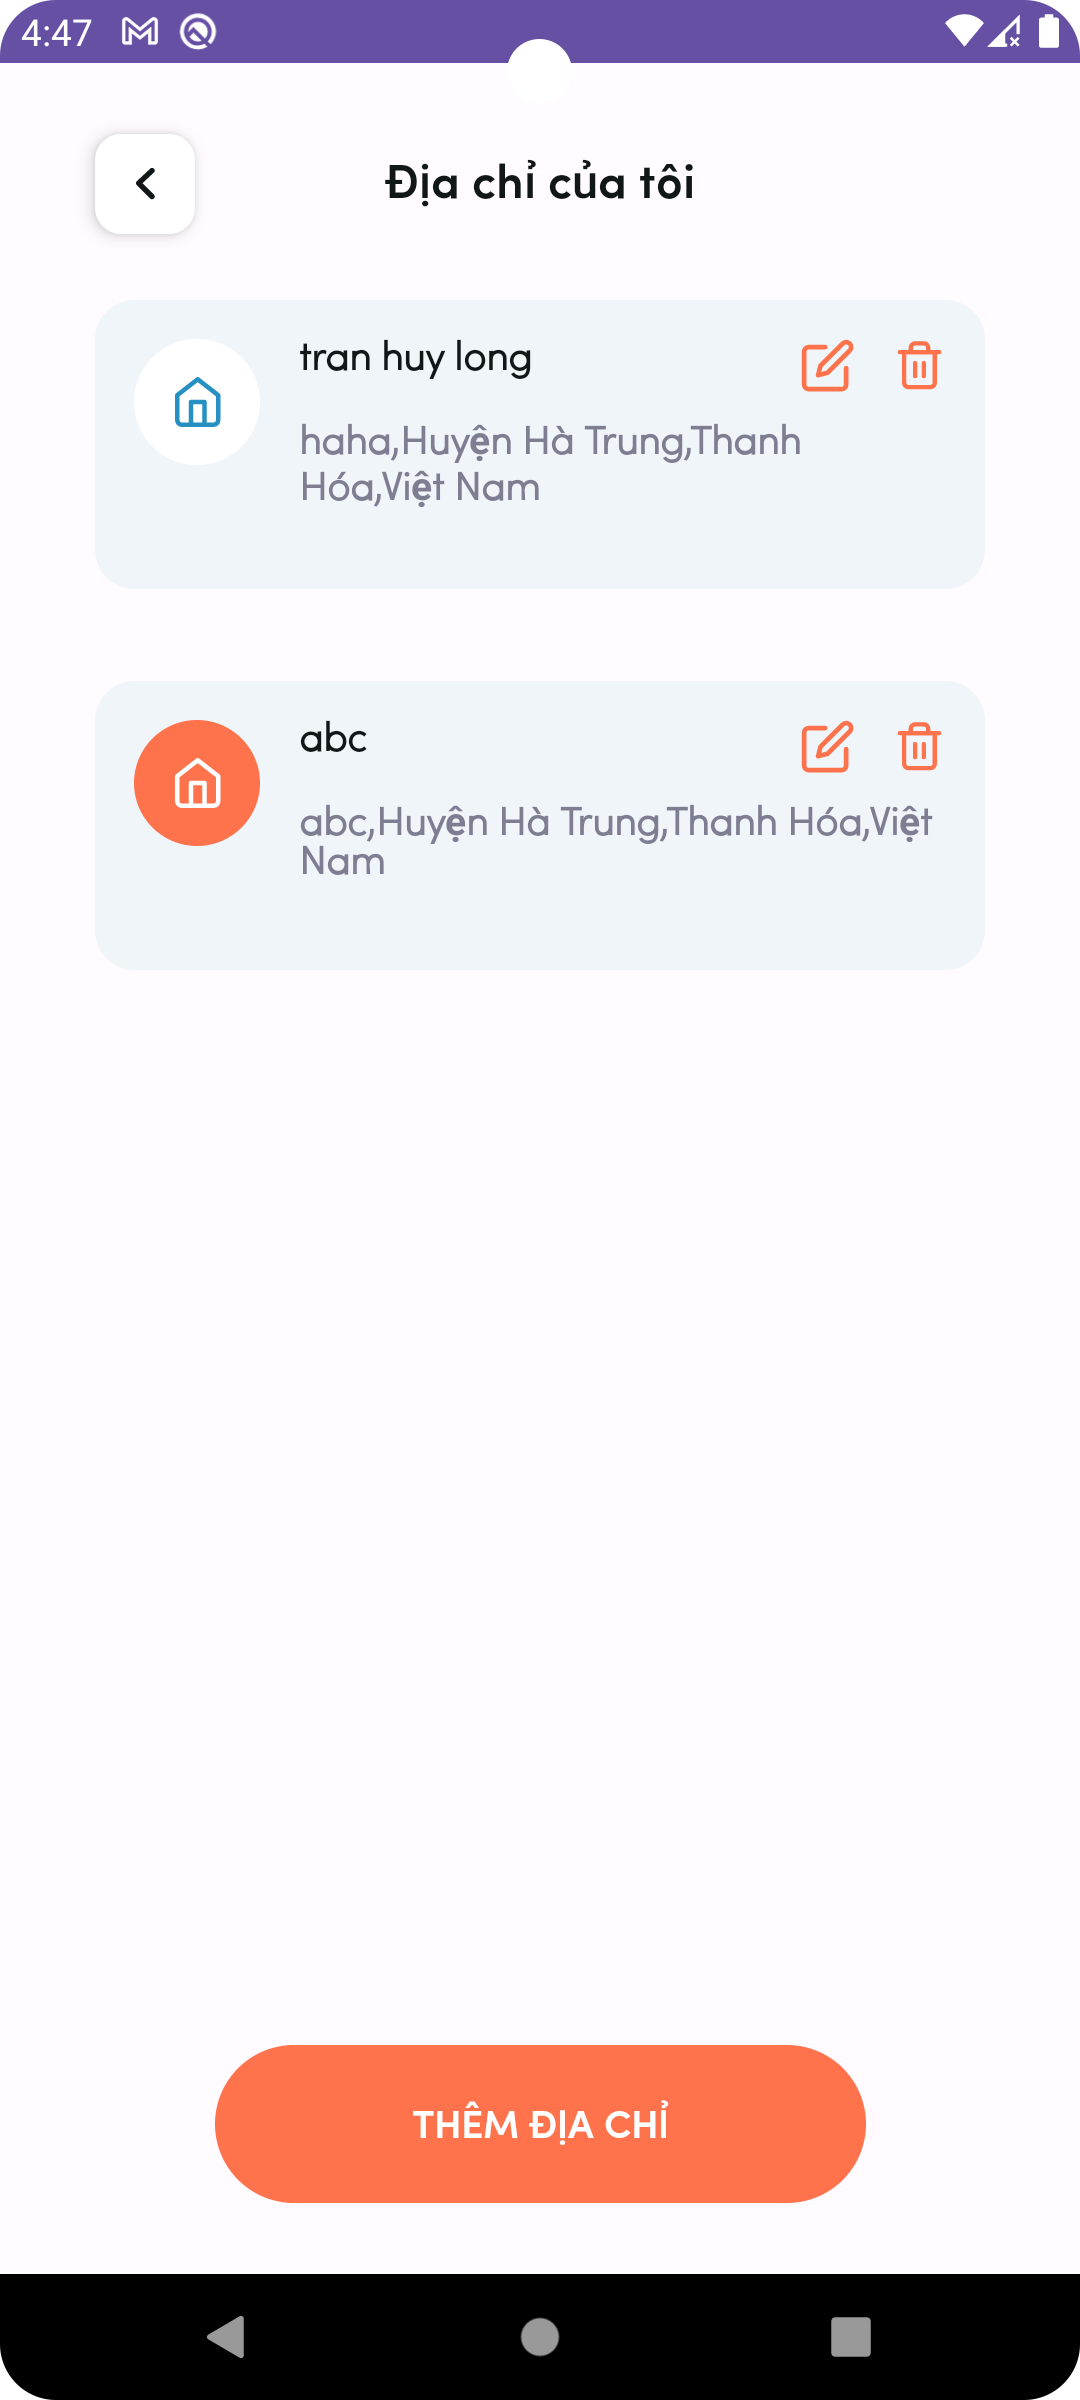 4:47
Địa chỉ của tôi
tran huy long
haha,Huyện Hà Trung,Thanh
Hóa,Việt Nam
abc
abc,Huyện Hà Trung,Thanh Hóa,Việt
Nam
THÊM ĐỊA CHỈ